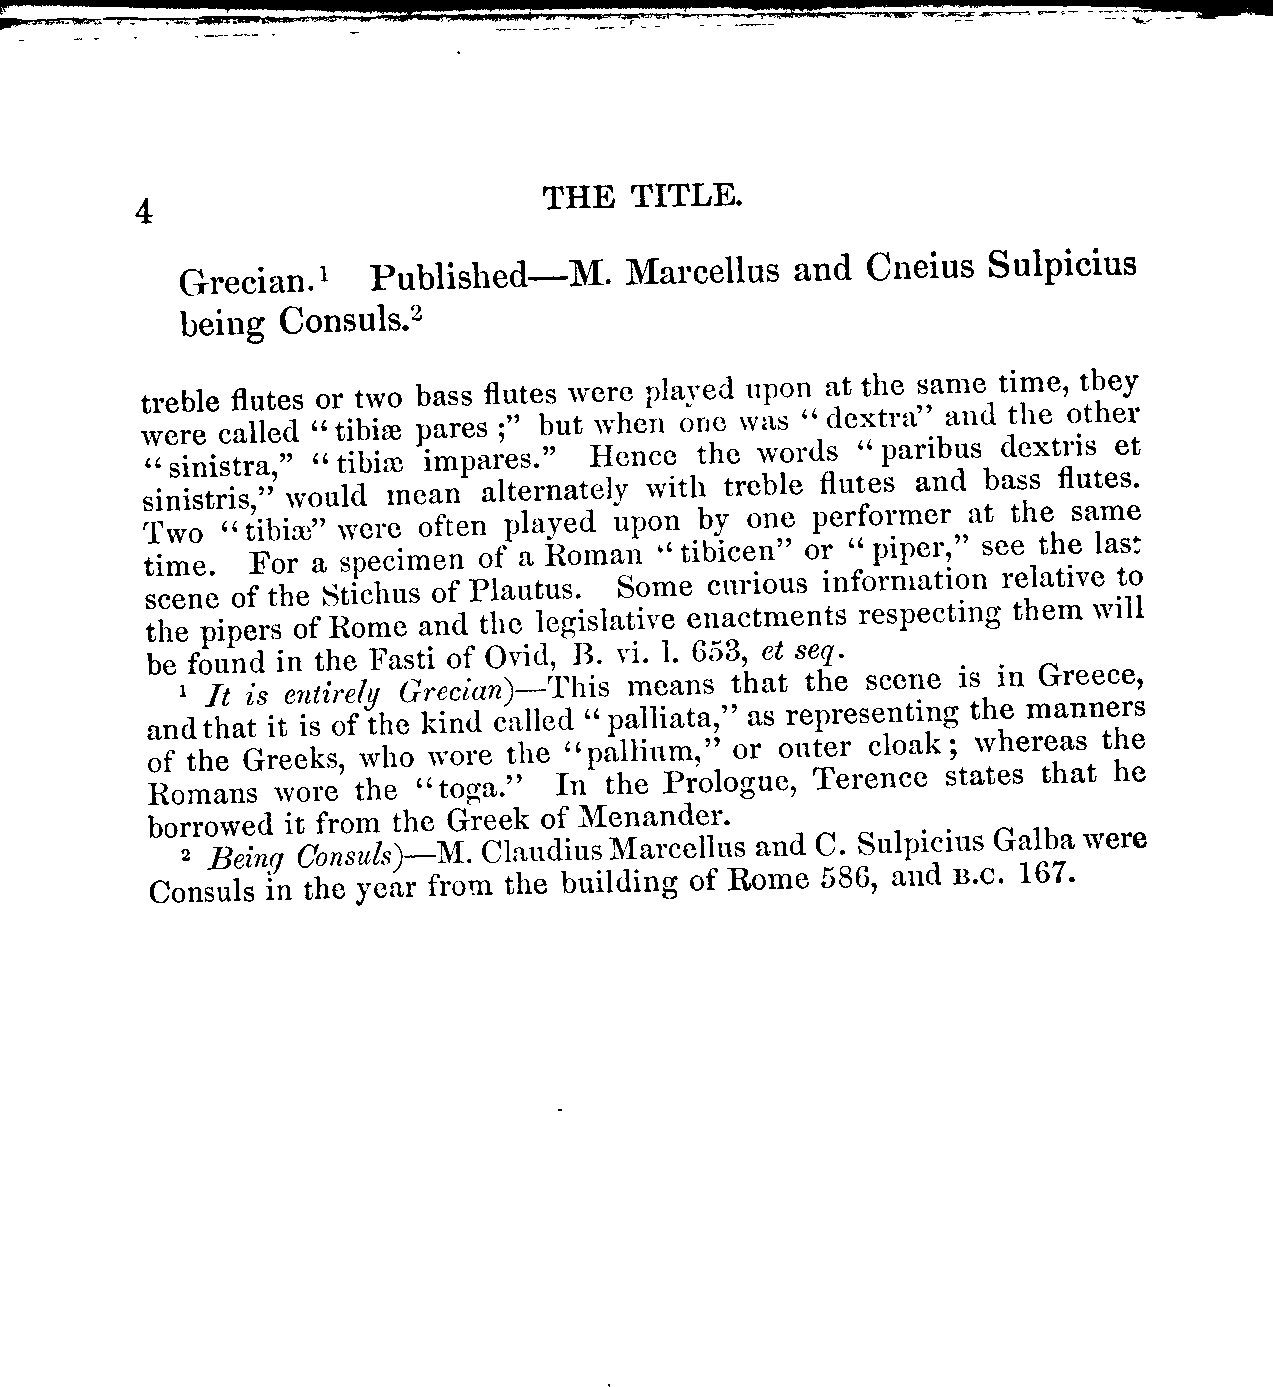 4
THE TITLE.
Grecian.¹ Published—M. Marcellus and Cneius Sulpicius
being Consuls.²
treble flutes or two bass flutes were played upon at the same time, they
were called “tibiæ pares;” but when one was “dextra” and the other
“sinistra,” “tibiæ impares.” Hence the words “paribus dextris et
sinistris,” would mean alternately with treble flutes and bass flutes.
Two “tibiæ” were often played upon by one performer at the same
time. For a specimen of a Roman “tibicen” or “piper,” see the last
scene of the Stichus of Plautus. Some curious information relative to
the pipers of Rome and the legislative enactments respecting them will
be found in the Fasti of Ovid, B. vi. l. 653, et seq.
¹ It is entirely Grecian)—This means that the scene is in Greece,
and that it is of the kind called “palliata,” as representing the manners
of the Greeks, who wore the “pallium,” or outer cloak; whereas the
Romans wore the “toga.” In the Prologue, Terence states that he
borrowed it from the Greek of Menander.
² Being Consuls)—M. Claudius Marcellus and C. Sulpicius Galba were
Consuls in the year from the building of Rome 586, and B.C. 167.